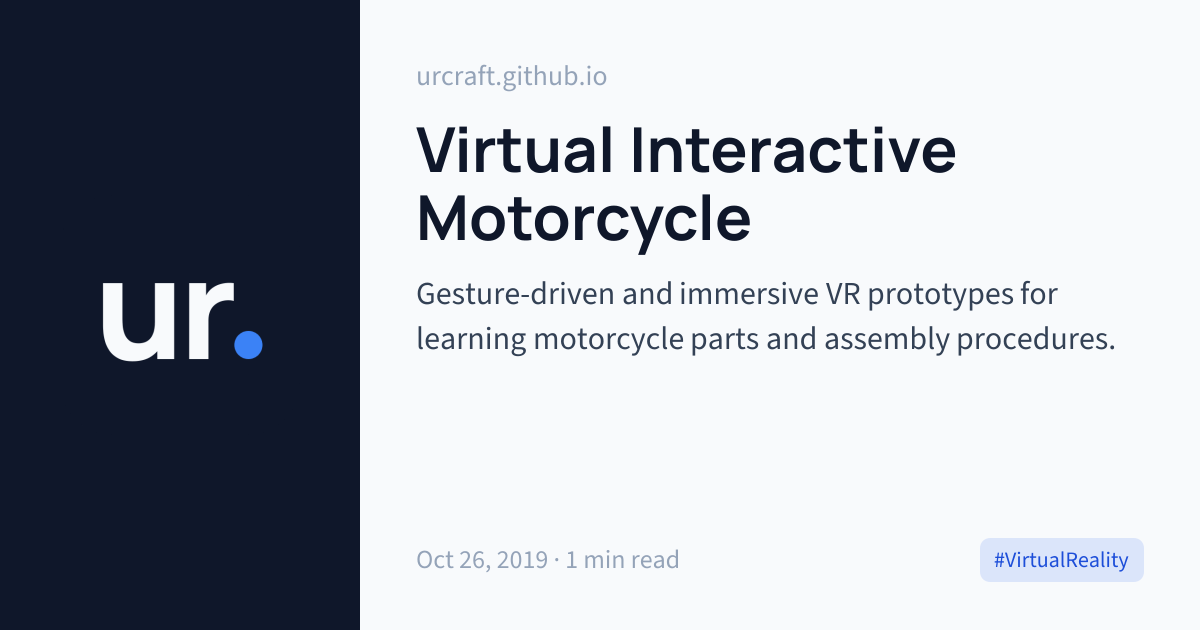 ur.
urcraft.github.io
Virtual Interactive
Motorcycle
Gesture-driven and immersive VR prototypes for
learning motorcycle parts and assembly procedures.
Oct 26, 2019 · 1 min read
#VirtualReality